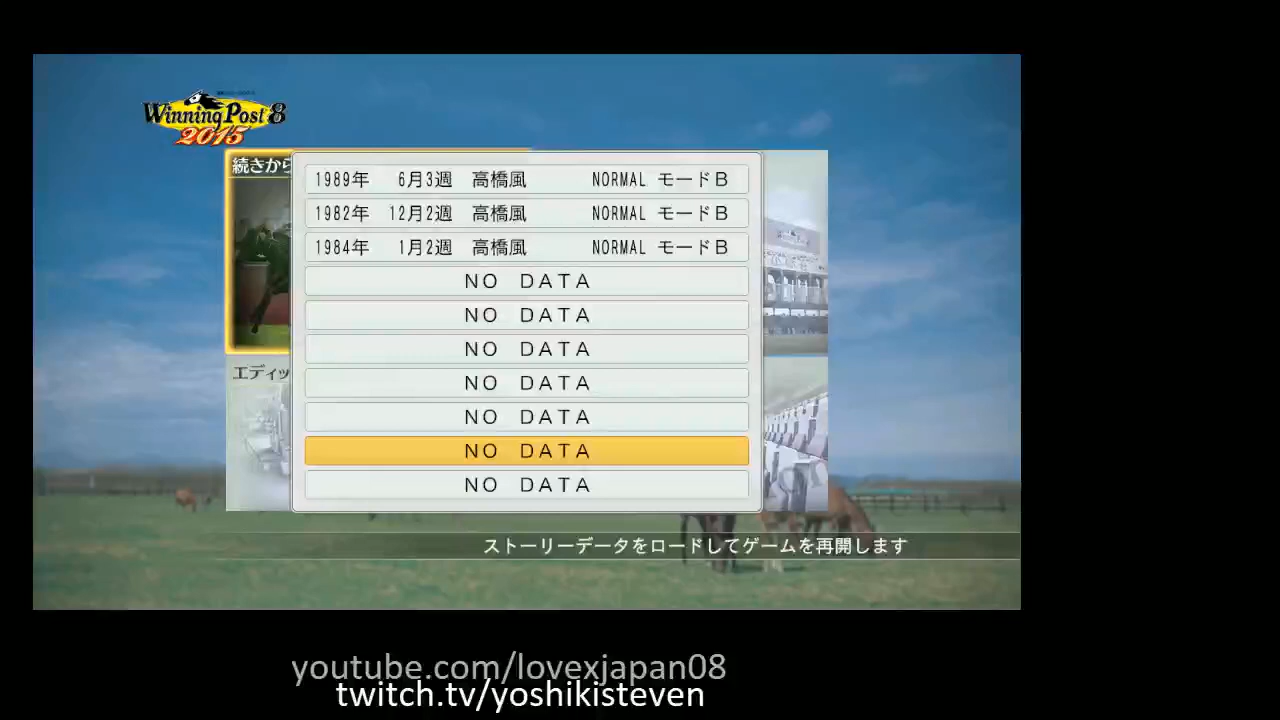 Winning Post 8
2015
続きから
1989年 6月3週 高橋風 NORMAL モードB
1982年 12月2週 高橋風 NORMAL モードB
1984年 1月2週 高橋風 NORMAL モードB
NO DATA
NO DATA
NO DATA
NO DATA
NO DATA
NO DATA
NO DATA
エディッ
ストーリーデータをロードしてゲームを再開します
youtube.com/lovexjapan08
twitch.tv/yoshikisteven